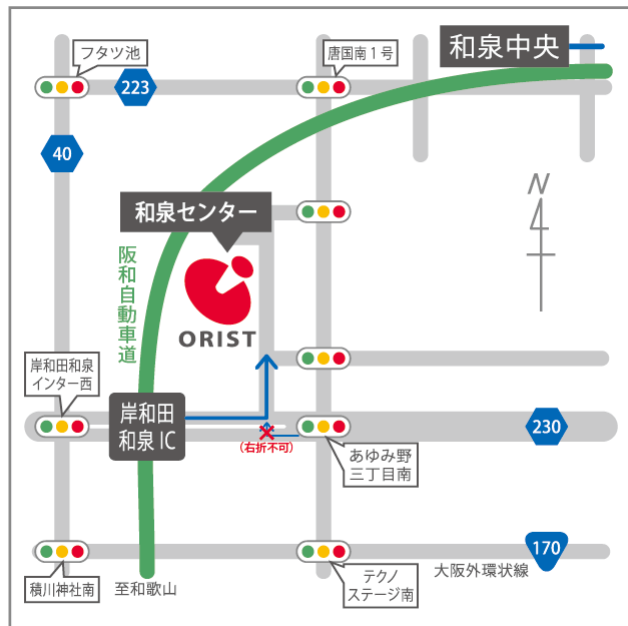 フタツ池
唐国南1号
和泉中央
223
40
N
和泉センター
阪和自動車道
ORIST
岸和田和泉
インター西
岸和田
和泉IC
(右折不可)
230
あゆみ野
三丁目南
170
大阪外環状線
積川神社南
至和歌山
テクノ
ステージ南